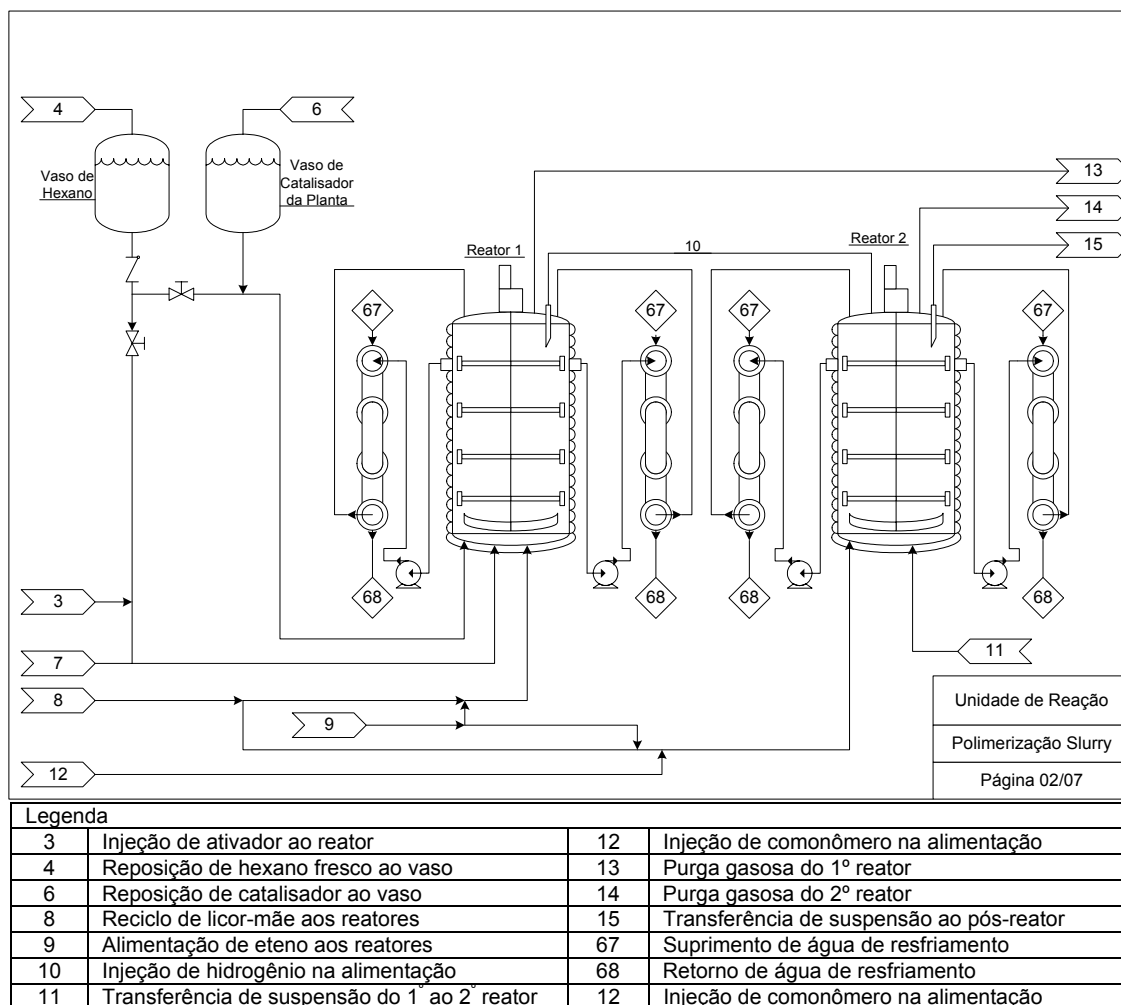 4
6
Vaso de
Hexano
Vaso de
Catalisador
da Planta
13
14
15
Reator 1
10
Reator 2
67
67
67
67
68
68
68
68
3
7
8
9
11
12
Unidade de Reação
Polimerização Slurry
Página 02/07
Legenda
3 Injeção de ativador ao reator 12 Injeção de comonômero na alimentação
4 Reposição de hexano fresco ao vaso 13 Purga gasosa do 1º reator
6 Reposição de catalisador ao vaso 14 Purga gasosa do 2º reator
8 Reciclo de licor-mãe aos reatores 15 Transferência de suspensão ao pós-reator
9 Alimentação de eteno aos reatores 67 Suprimento de água de resfriamento
10 Injeção de hidrogênio na alimentação 68 Retorno de água de resfriamento
11 Transferência de suspensão do 1° ao 2° reator 12 Injeção de comonômero na alimentação